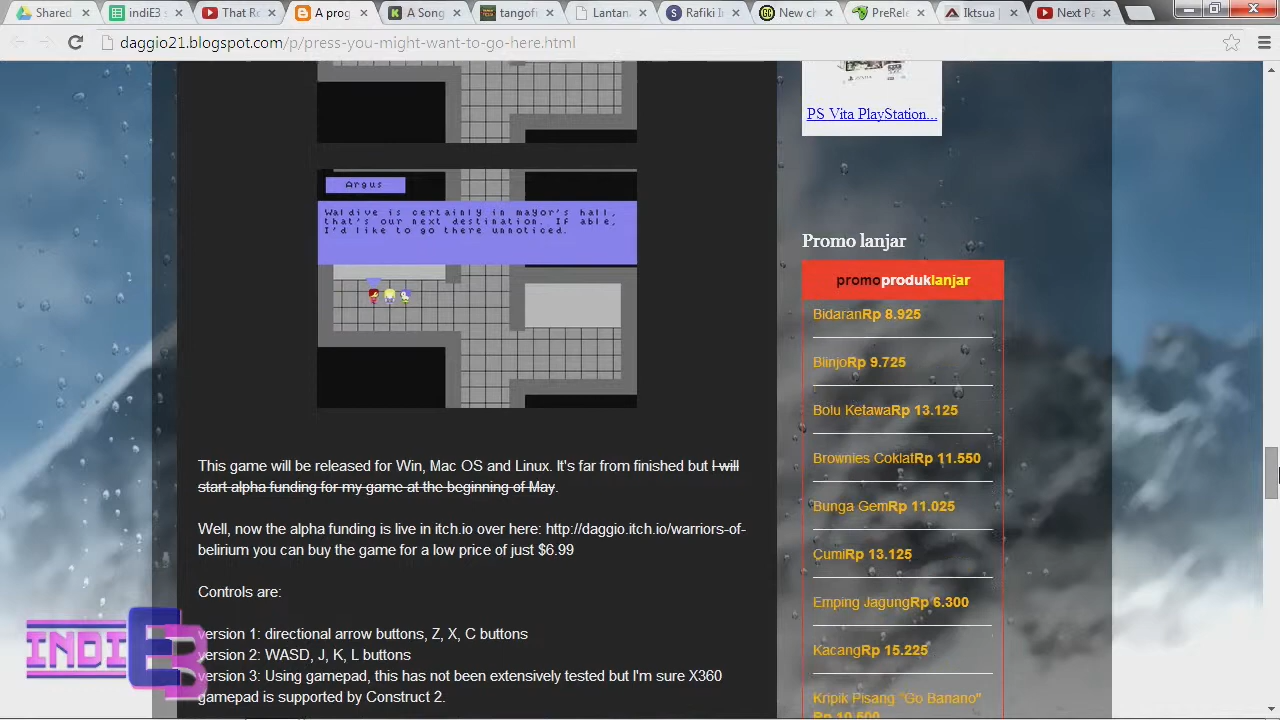 Shared
indiE3 s
That Re
A prog
A Song
tangofi
Lantana
Rafiki I
New ch
PreRele
Iktsua |
Next Pa
daggio21.blogspot.com/p/press-you-might-want-to-go-here.html
PS Vita PlayStation...
Argus
Waldive is certainly in mayor's hall,
that's our next destination. If able,
I'd like to go there unnoticed.
Promo lanjar
promoproduklanjar
BidaranRp 8.925
BlinjoRp 9.725
Bolu KetawaRp 13.125
Brownies CoklatRp 11.550
Bunga GemRp 11.025
CumiRp 13.125
Emping JagungRp 6.300
KacangRp 15.225
Kripik Pisang "Go Banano"
Rp 10.500
This game will be released for Win, Mac OS and Linux. It's far from finished but I will
start alpha funding for my game at the beginning of May.
Well, now the alpha funding is live in itch.io over here: http://daggio.itch.io/warriors-of-
belirium you can buy the game for a low price of just $6.99
Controls are:
version 1: directional arrow buttons, Z, X, C buttons
version 2: WASD, J, K, L buttons
version 3: Using gamepad, this has not been extensively tested but I'm sure X360
gamepad is supported by Construct 2.
INDIE3